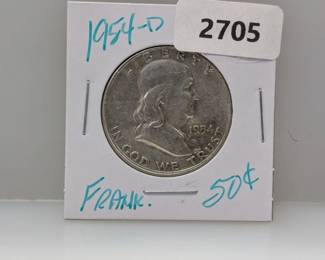 1954-D
2705
LIBERTY
1954
IN GOD WE TRUST
FRANK.
50¢